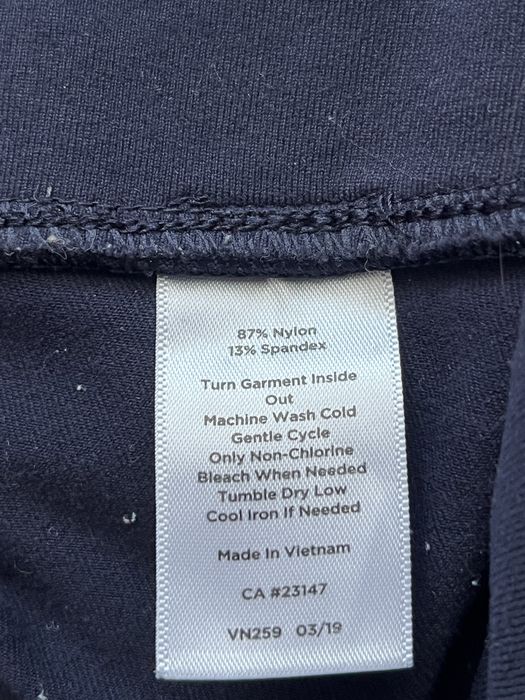 87% Nylon
13% Spandex
Turn Garment Inside
Out
Machine Wash Cold
Gentle Cycle
Only Non-Chlorine
Bleach When Needed
Tumble Dry Low
Cool Iron If Needed
Made In Vietnam
CA #23147
VN259 03/19